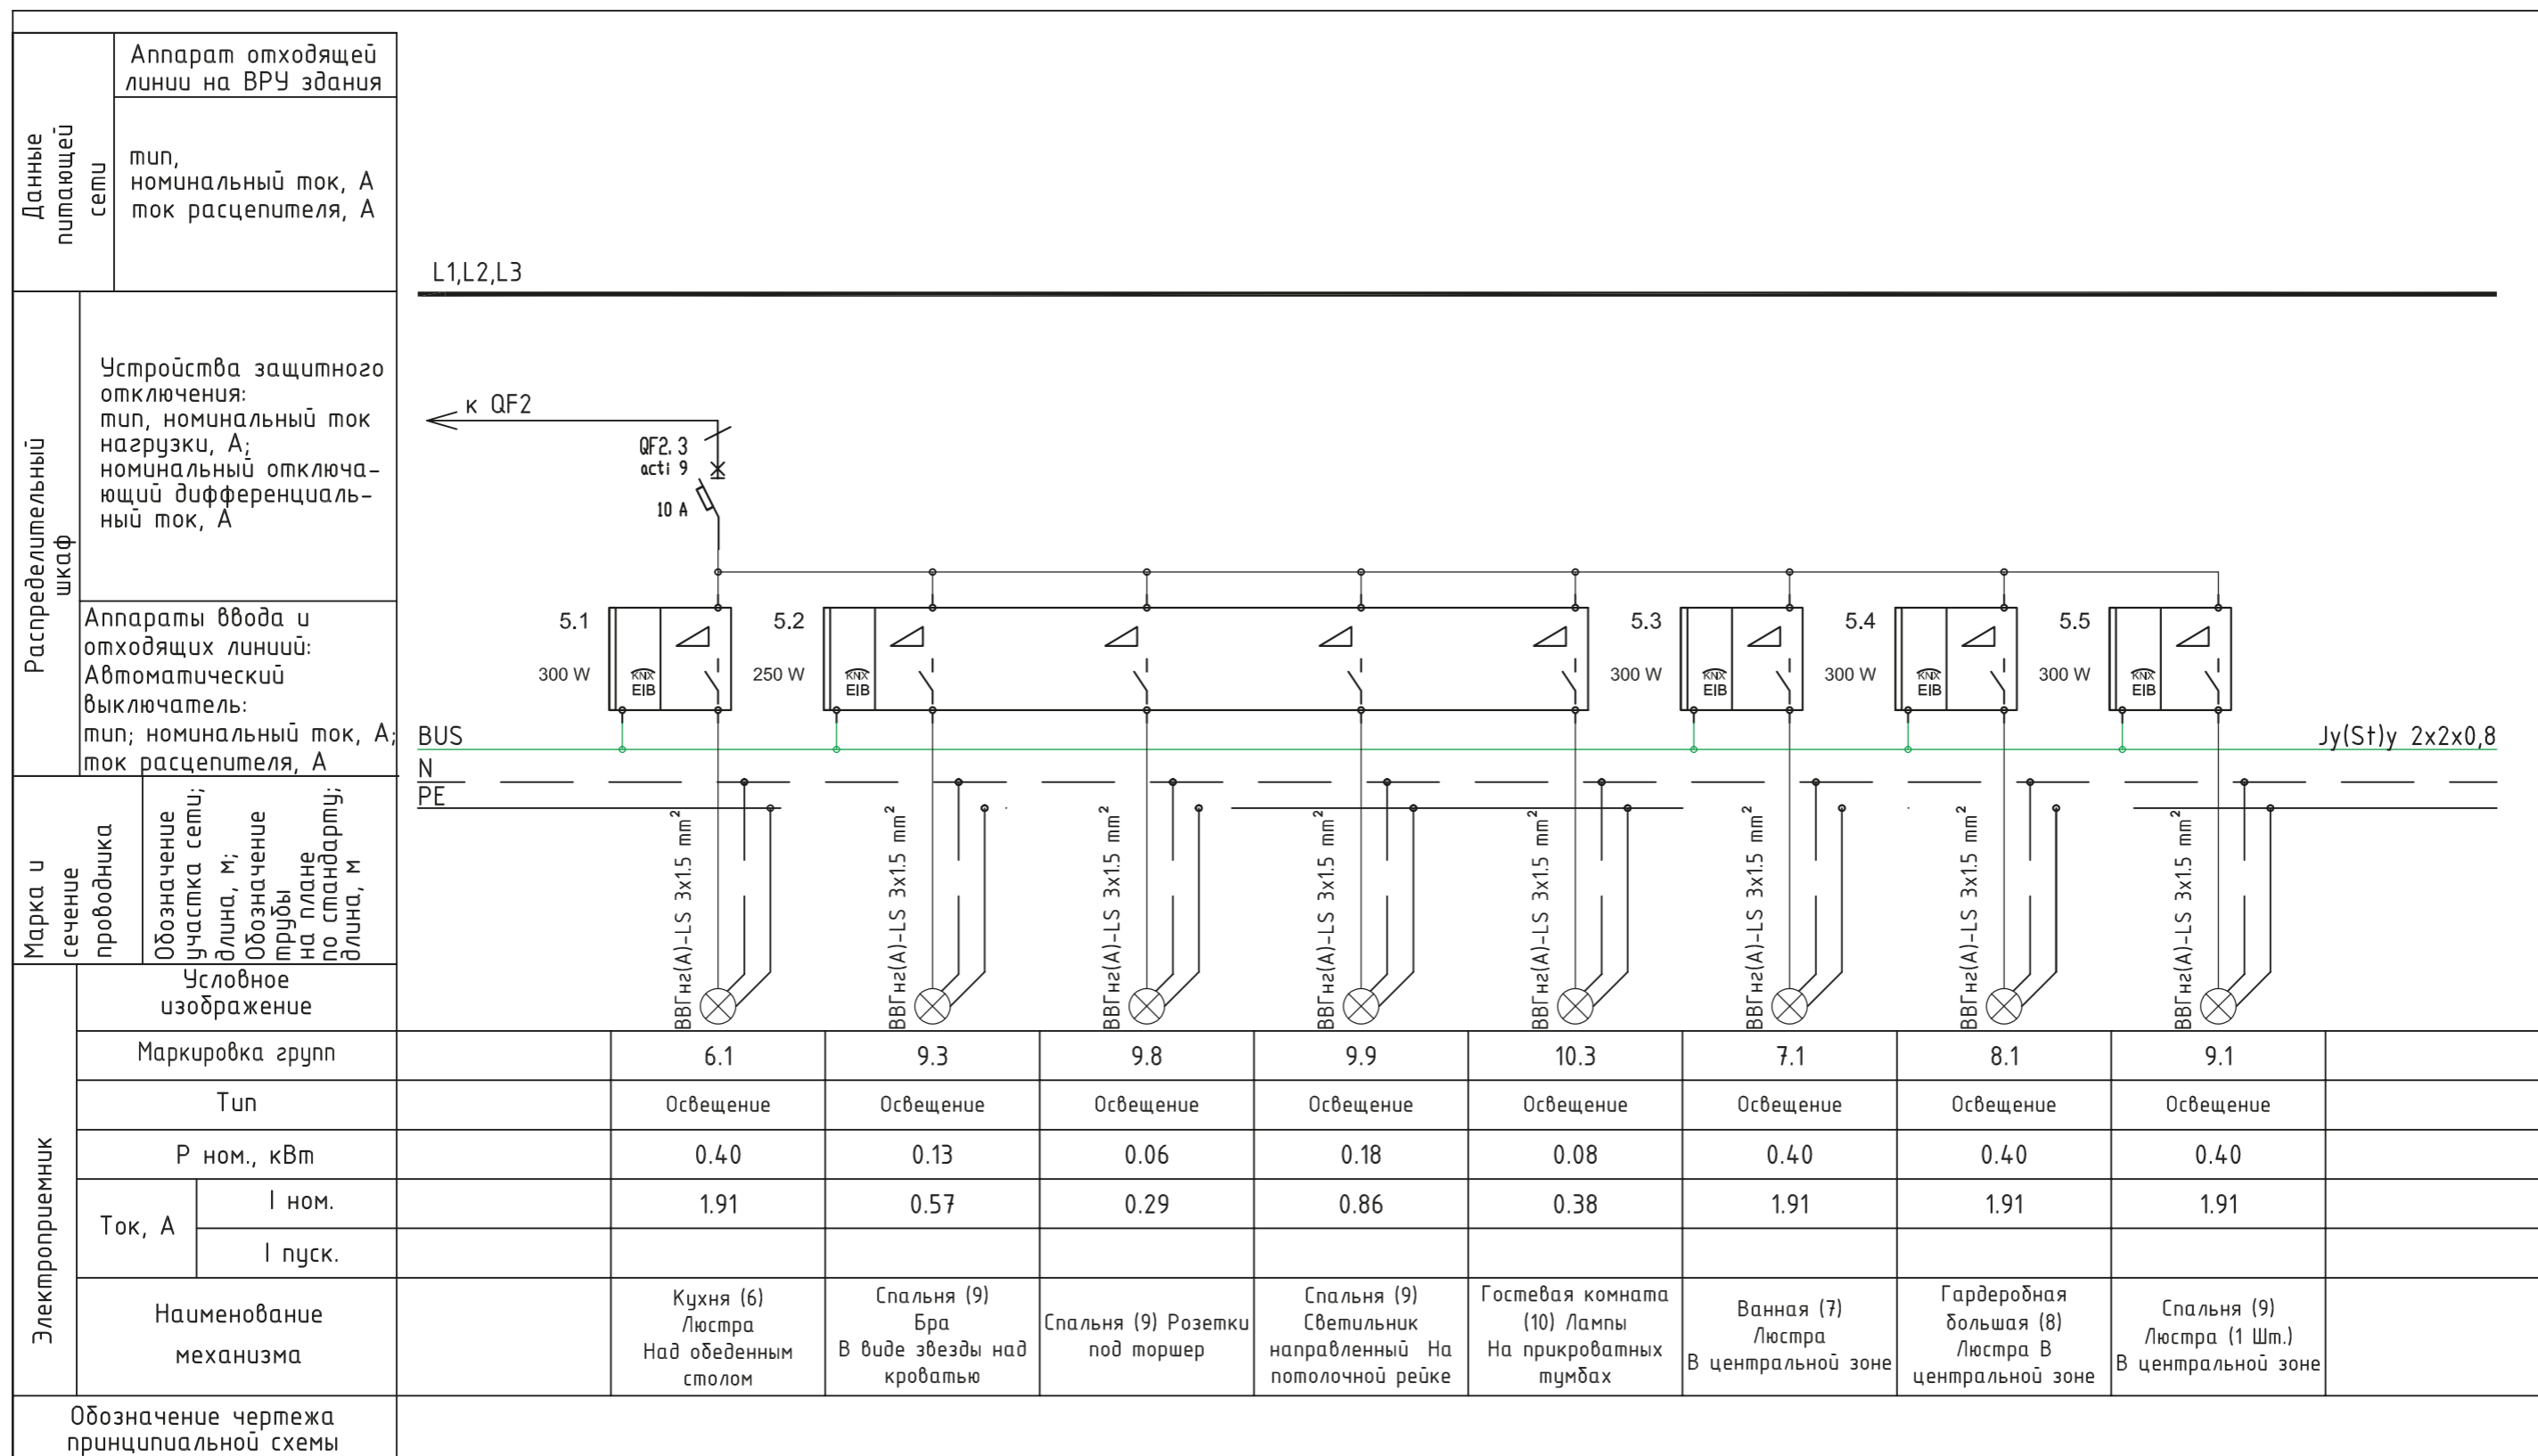 Аппарат отходящей
линии на ВРУ здания
Данные
питающей
сети
тип,
номинальный ток, А
ток расцепителя, А
L1,L2,L3
Распределительный
шкаф
Устройства защитного
отключения:
тип, номинальный ток
нагрузки, А;
номинальный отключа-
ющий дифференциаль-
ный ток, А
к QF2
QF2.3
acti 9
10 A
Аппараты ввода и
отходящих линий:
Автоматический
выключатель:
тип; номинальный ток, А;
ток расцепителя, А
5.1
300 W
KNX
EIB
5.2
250 W
KNX
EIB
5.3
300 W
KNX
EIB
5.4
300 W
KNX
EIB
5.5
300 W
KNX
EIB
BUS
Jy(St)y 2x2x0,8
N
PE
Марка и
сечение
проводника
Обозначение
участка сети;
длина, м;
Обозначение
трубы
на плане
по стандарту;
длина, м
ВВГнг(А)-LS 3x1.5 mm²
ВВГнг(А)-LS 3x1.5 mm²
ВВГнг(А)-LS 3x1.5 mm²
ВВГнг(А)-LS 3x1.5 mm²
ВВГнг(А)-LS 3x1.5 mm²
ВВГнг(А)-LS 3x1.5 mm²
ВВГнг(А)-LS 3x1.5 mm²
ВВГнг(А)-LS 3x1.5 mm²
Электроприемник
Условное
изображение
Маркировка групп 6.1 9.3 9.8 9.9 10.3 7.1 8.1 9.1
Тип Освещение Освещение Освещение Освещение Освещение Освещение Освещение Освещение
Р ном., кВт 0.40 0.13 0.06 0.18 0.08 0.40 0.40 0.40
Ток, А
I ном. 1.91 0.57 0.29 0.86 0.38 1.91 1.91 1.91
I пуск.
Наименование
механизма
Кухня (6)
Люстра
Над обеденным
столом
Спальня (9)
Бра
В виде звезды над
кроватью
Спальня (9) Розетки
под торшер
Спальня (9)
Светильник
направленный На
потолочной рейке
Гостевая комната
(10) Лампы
На прикроватных
тумбах
Ванная (7)
Люстра
В центральной зоне
Гардеробная
большая (8)
Люстра В
центральной зоне
Спальня (9)
Люстра (1 Шт.)
В центральной зоне
Обозначение чертежа
принципиальной схемы